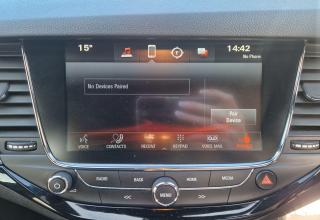 15° 14:42
No Phone
No Devices Paired
Pair
Device
VOICE CONTACTS RECENT KEYPAD VOICE MAIL PHONES
RADIO BACK HOME MEDIA
MENU